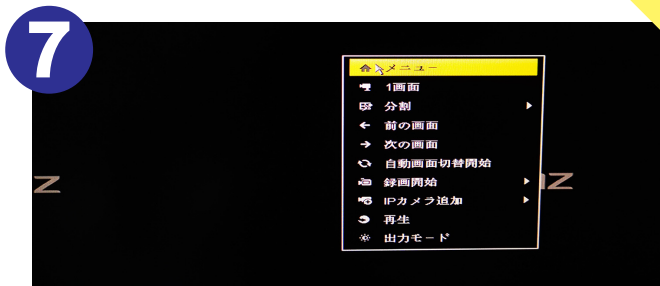 7
メニュー
1画面
分割
前の画面
次の画面
自動画面切替開始
録画開始
IPカメラ追加
再生
出力モード
N
N